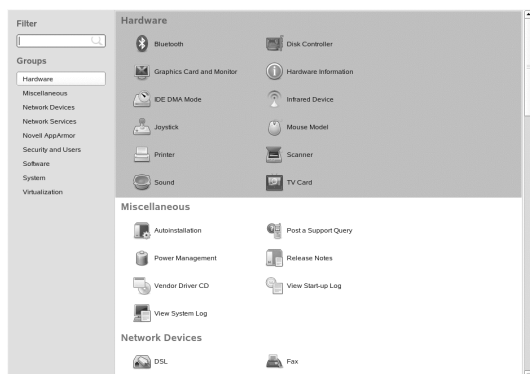 Filter
Groups
Hardware
Miscellaneous
Network Devices
Network Services
Novell AppArmor
Security and Users
Software
System
Virtualization
Hardware
Bluetooth
Disk Controller
Graphics Card and Monitor
Hardware Information
IDE DMA Mode
Infrared Device
Joystick
Mouse Model
Printer
Scanner
Sound
TV Card
Miscellaneous
Autoinstallation
Post a Support Query
Power Management
Release Notes
Vendor Driver CD
View Start-up Log
View System Log
Network Devices
DSL
Fax